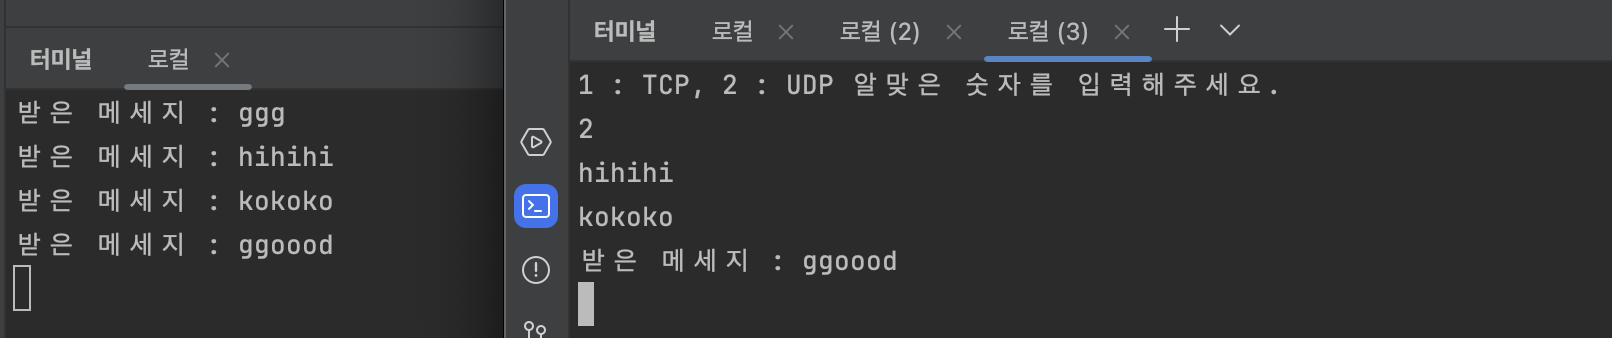 터미널 로컬
받은 메세지 : ggg
받은 메세지 : hihihi
받은 메세지 : kokoko
받은 메세지 : ggoood
터미널 로컬 로컬 (2) 로컬 (3)
1 : TCP, 2 : UDP 알맞은 숫자를 입력해주세요.
2
hihihi
kokoko
받은 메세지 : ggoood